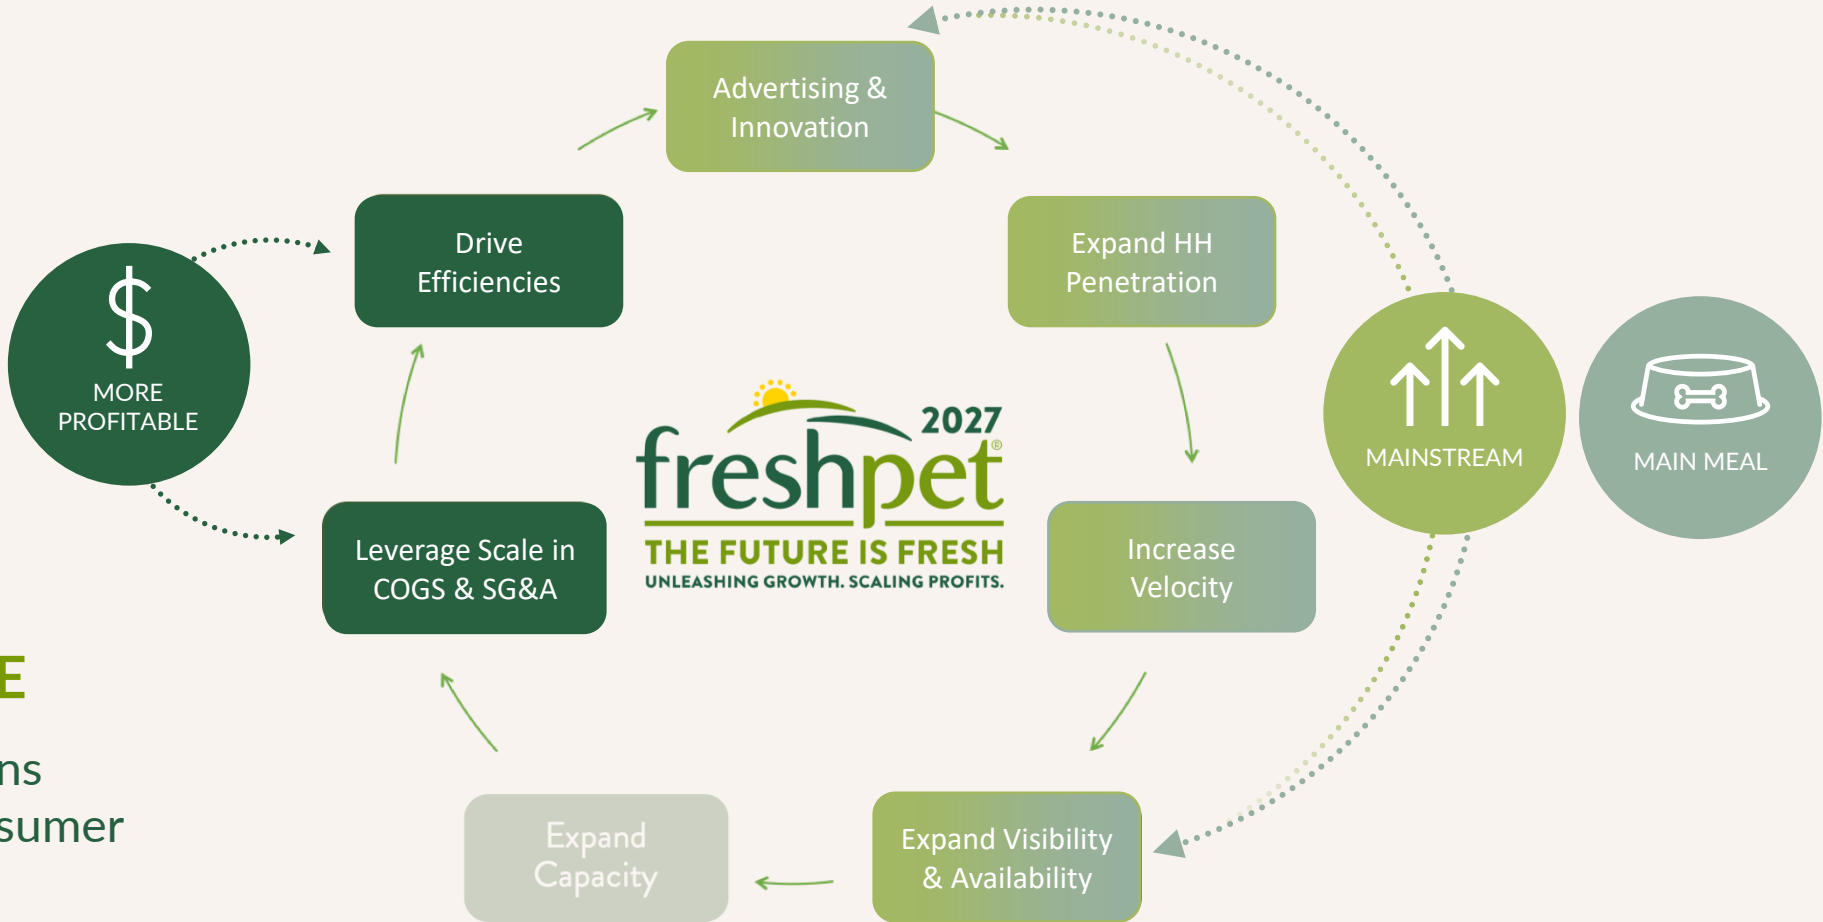 Advertising &
Innovation
Drive
Efficiencies
Expand HH
Penetration
$
MORE
PROFITABLE
2027
freshpet®
THE FUTURE IS FRESH
UNLEASHING GROWTH. SCALING PROFITS.
MAINSTREAM
MAIN MEAL
Leverage Scale in
COGS & SG&A
Increase
Velocity
E
ns
sumer
Expand
Capacity
Expand Visibility
& Availability